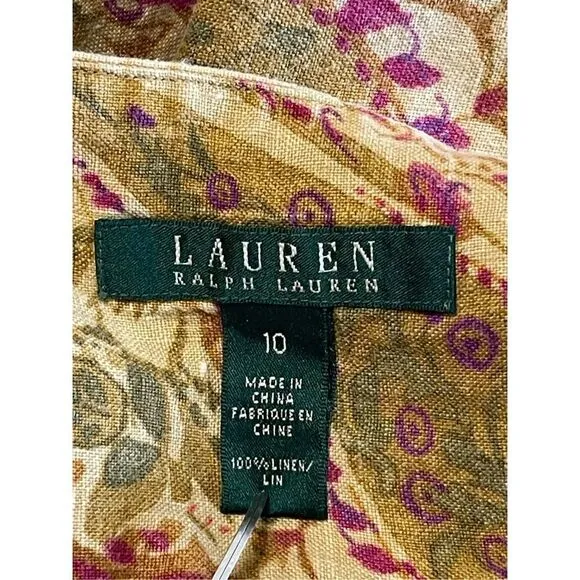 LAUREN
RALPH LAUREN
10
MADE IN
CHINA
FABRIQUE EN
CHINE
100% LINEN/
LIN